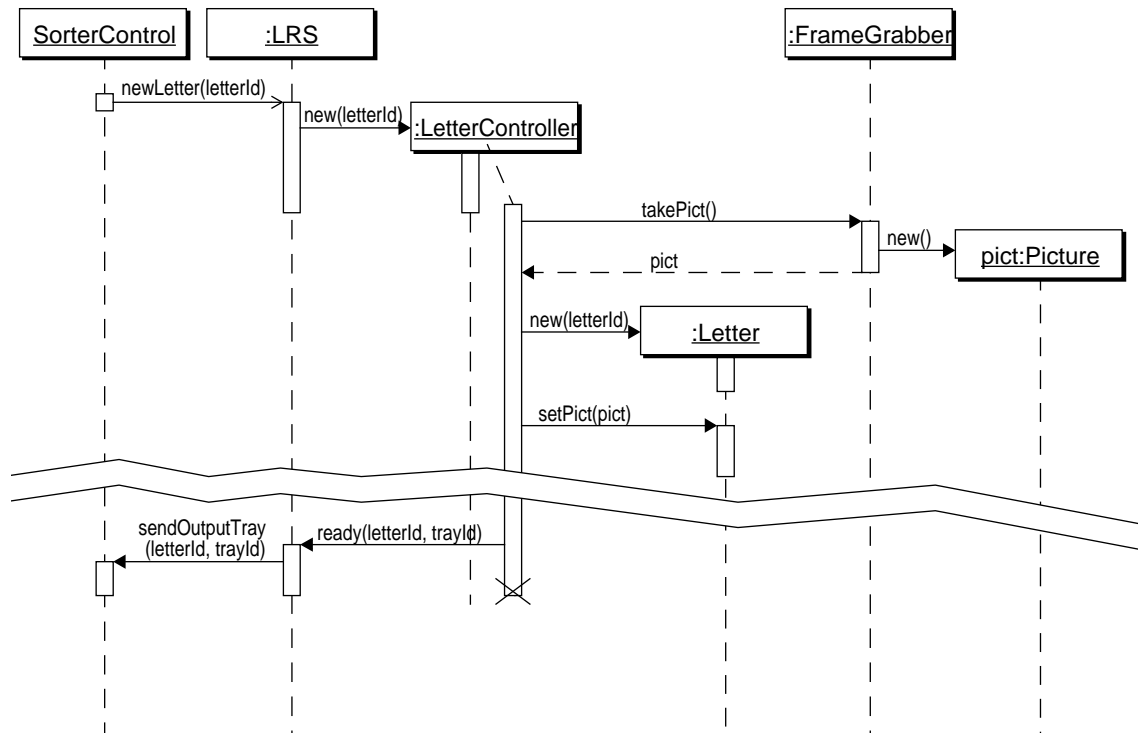 SorterControl
:LRS
:FrameGrabber
newLetter(letterId)
new(letterId)
:LetterController
takePict()
new()
pict:Picture
pict
new(letterId)
:Letter
setPict(pict)
sendOutputTray
(letterId, trayId)
ready(letterId, trayId)